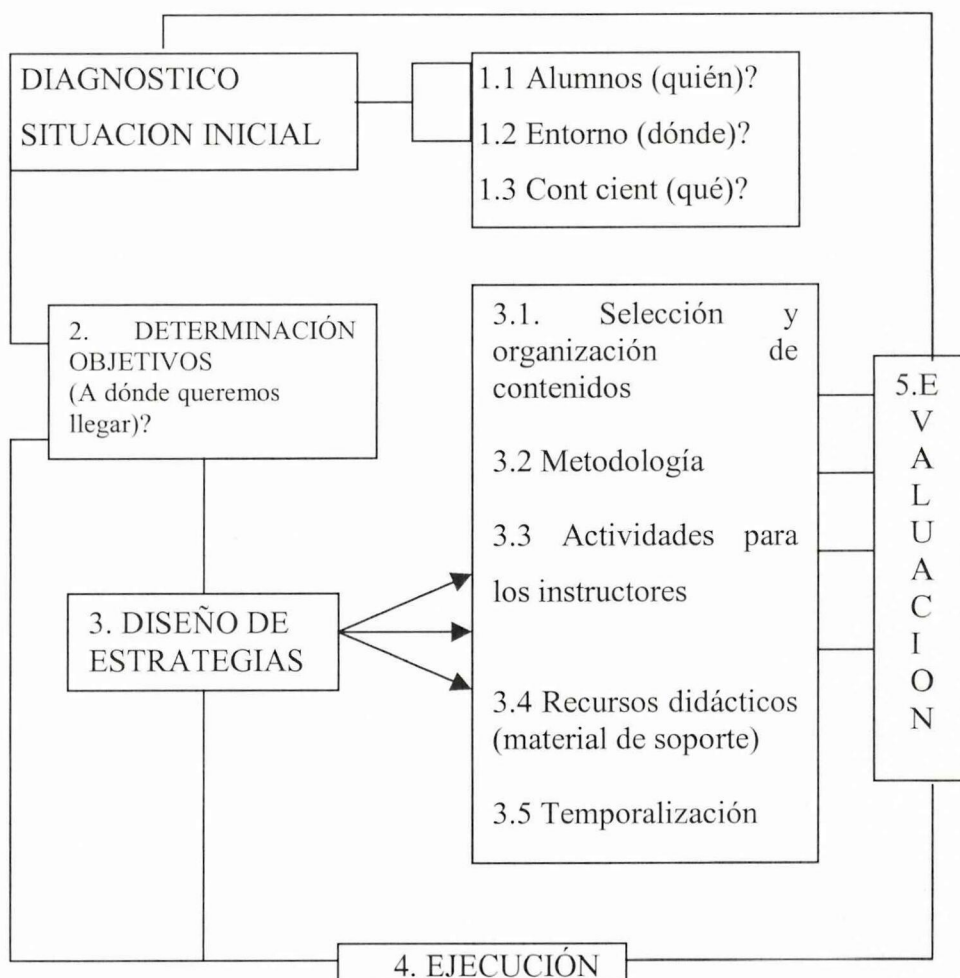 DIAGNOSTICO
SITUACION INICIAL
1.1 Alumnos (quién)?
1.2 Entorno (dónde)?
1.3 Cont cient (qué)?
2. DETERMINACIÓN
OBJETIVOS
(A dónde queremos
llegar)?
3. DISEÑO DE
ESTRATEGIAS
3.1. Selección y
organización de
contenidos
3.2 Metodología
3.3 Actividades para
los instructores
3.4 Recursos didácticos
(material de soporte)
3.5 Temporalización
5.E
V
A
L
U
A
C
I
O
N
4. EJECUCIÓN